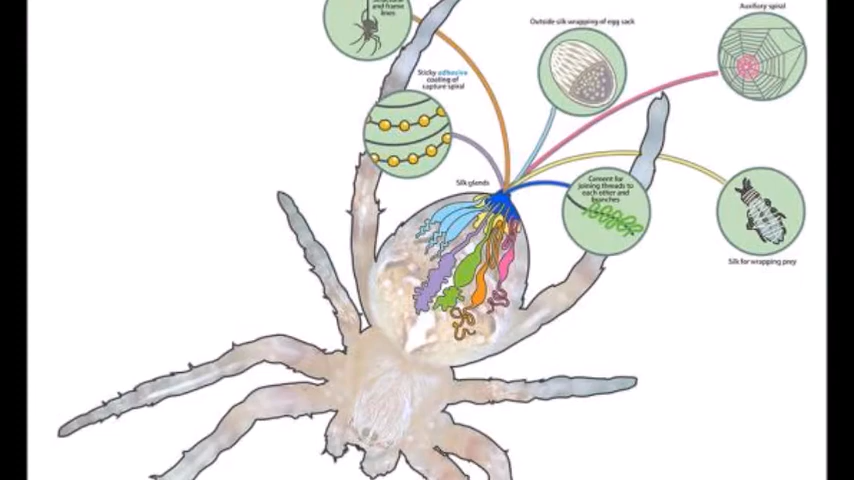 Structural
and frame
lines
Outside silk wrapping of egg sack
Auxiliary spiral
Sticky adhesive
coating of
capture spiral
Silk glands
Cement for
joining threads to
each other and
branches
Silk for wrapping prey